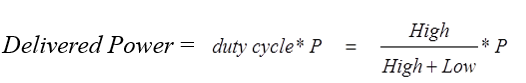 Delivered Power = duty cycle* P = High / High + Low * P